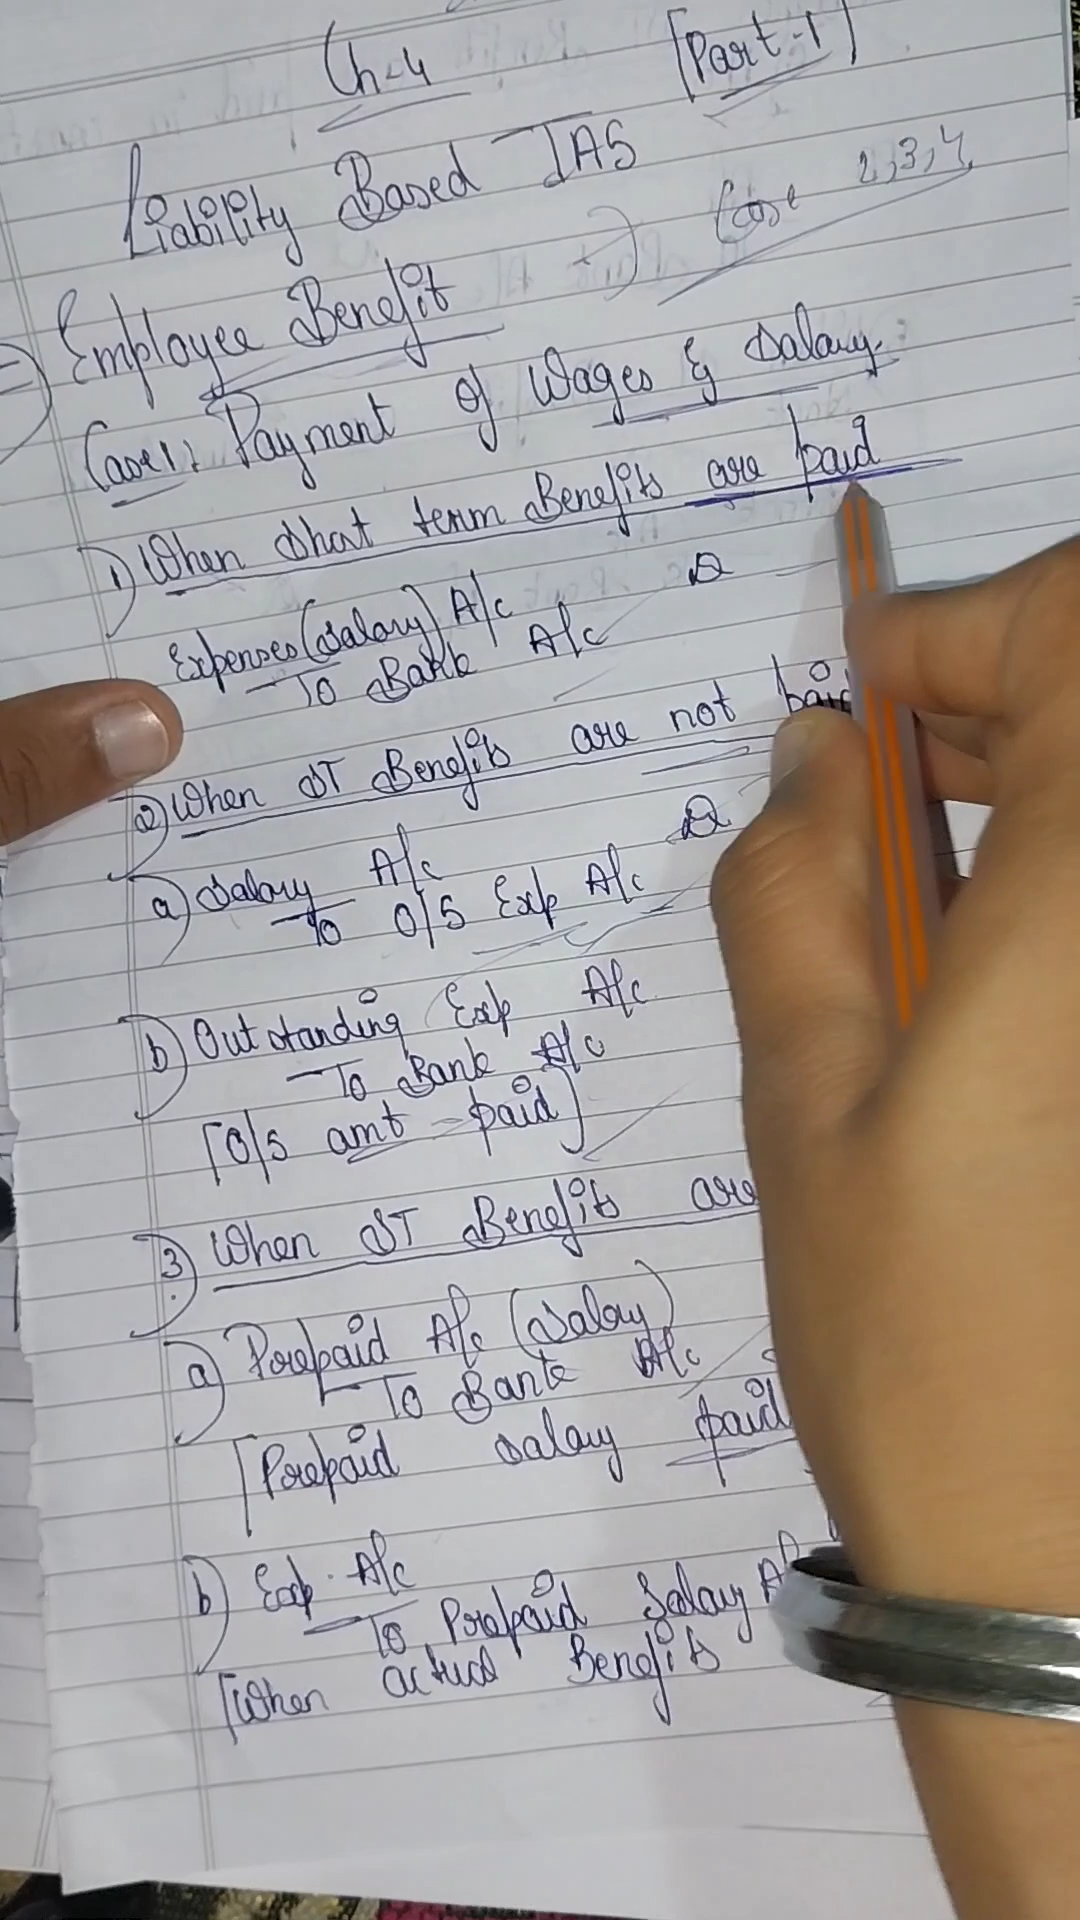 Ch-4 [Part-1]
Liability Based IAS
Case 2,3,4
Employee Benefit
Case1: Payment of Wages & Salary.
1) When Short term Benefits are paid
Expenses(Salary) A/c Dr
To Bank A/c
2) When ST Benefits are not paid
a) Salary A/c Dr
To O/S Exp A/c
b) Outstanding Exp A/c
To Bank A/c
[O/S amt paid]
3) When ST Benefits are
a) Prepaid A/c (Salary)
To Bank A/c
[Prepaid salary paid
b) Exp. A/c
To Prepaid Salary A/
[When actual Benefits